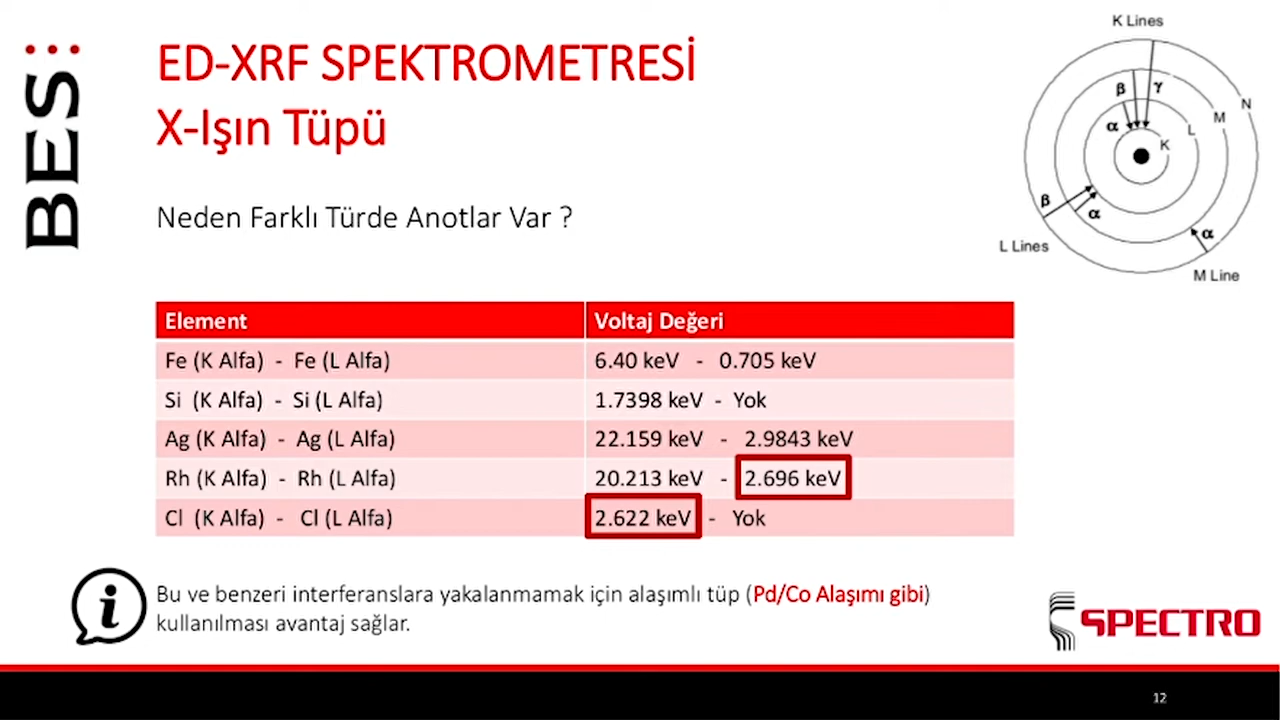 BES
ED-XRF SPEKTROMETRESİ
X-Işın Tüpü
Neden Farklı Türde Anotlar Var ?
K Lines
β γ
α
K L M N
β
α
L Lines
α
M Line
Element Voltaj Değeri
Fe (K Alfa) - Fe (L Alfa) 6.40 keV - 0.705 keV
Si (K Alfa) - Si (L Alfa) 1.7398 keV - Yok
Ag (K Alfa) - Ag (L Alfa) 22.159 keV - 2.9843 keV
Rh (K Alfa) - Rh (L Alfa) 20.213 keV - 2.696 keV
Cl (K Alfa) - Cl (L Alfa) 2.622 keV - Yok
i
Bu ve benzeri interferanslara yakalanmamak için alaşımlı tüp (Pd/Co Alaşımı gibi)
kullanılması avantaj sağlar.
SPECTRO
12